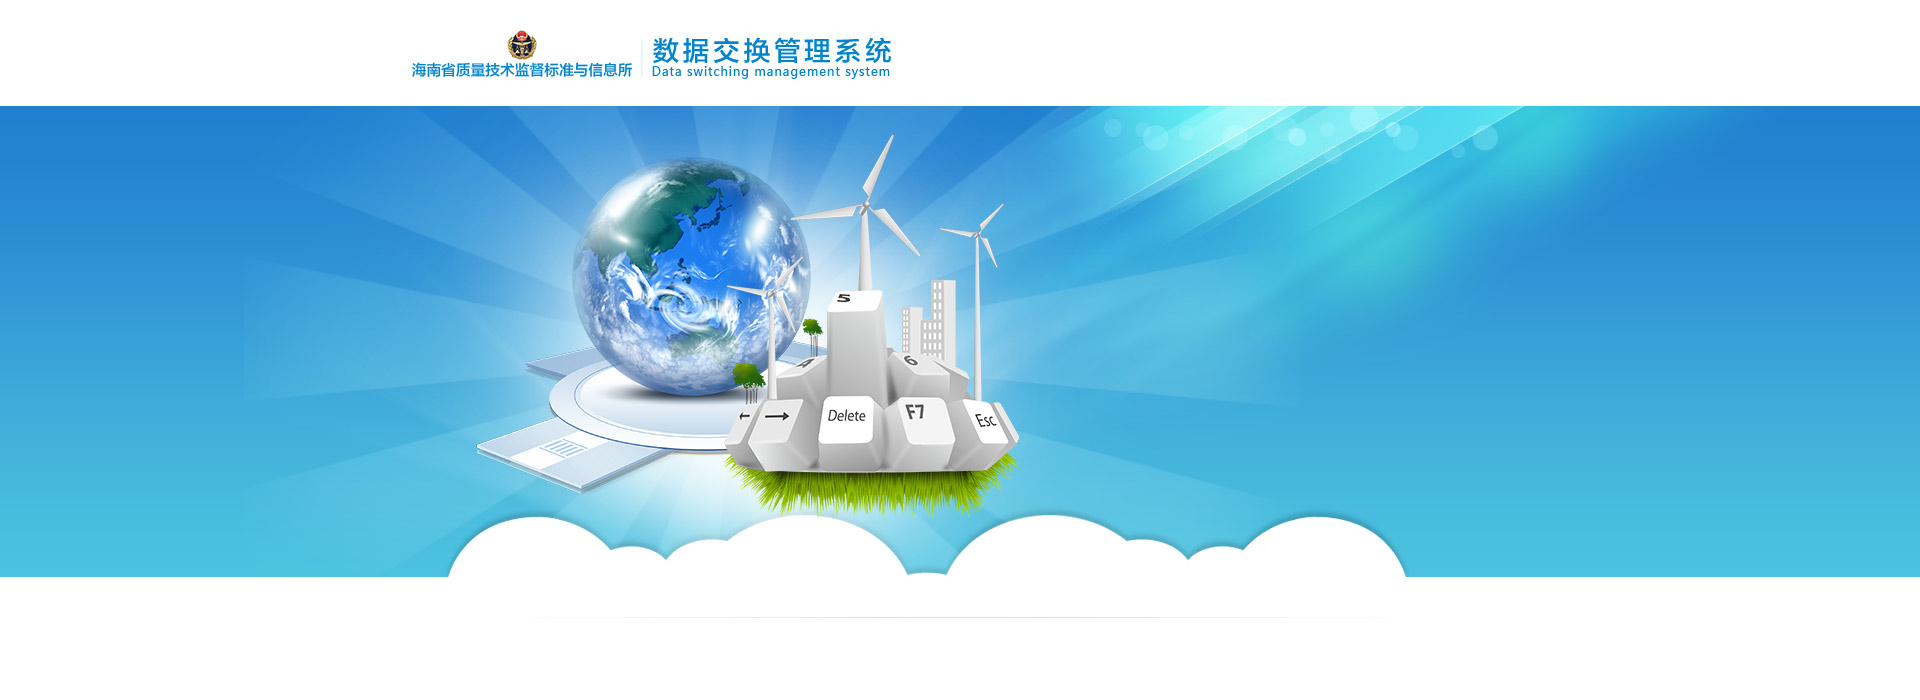 海南省质量技术监督标准与信息所
数据交换管理系统
Data switching management system
5
6
Delete
F7
Esc